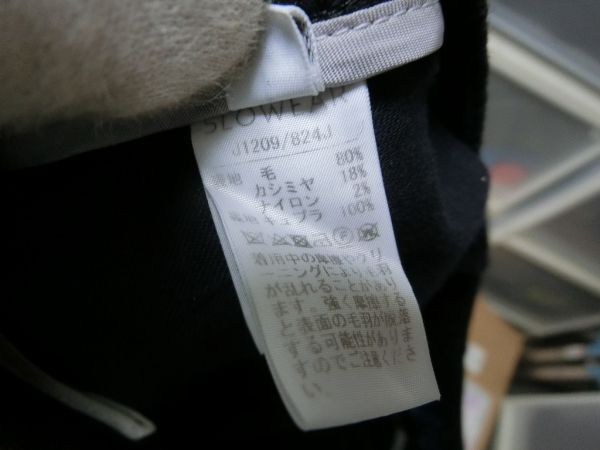 SLOWEAR
J1209/824J
表地 毛 80%
カシミヤ 18%
ナイロン 2%
裏地 キュプラ 100%
着用中の摩擦やクリ
ーニングにより毛羽
が乱れることがあり
ます。強く摩擦する
と表面の毛羽が脱落
する可能性がありま
すのでご注意くださ
い。